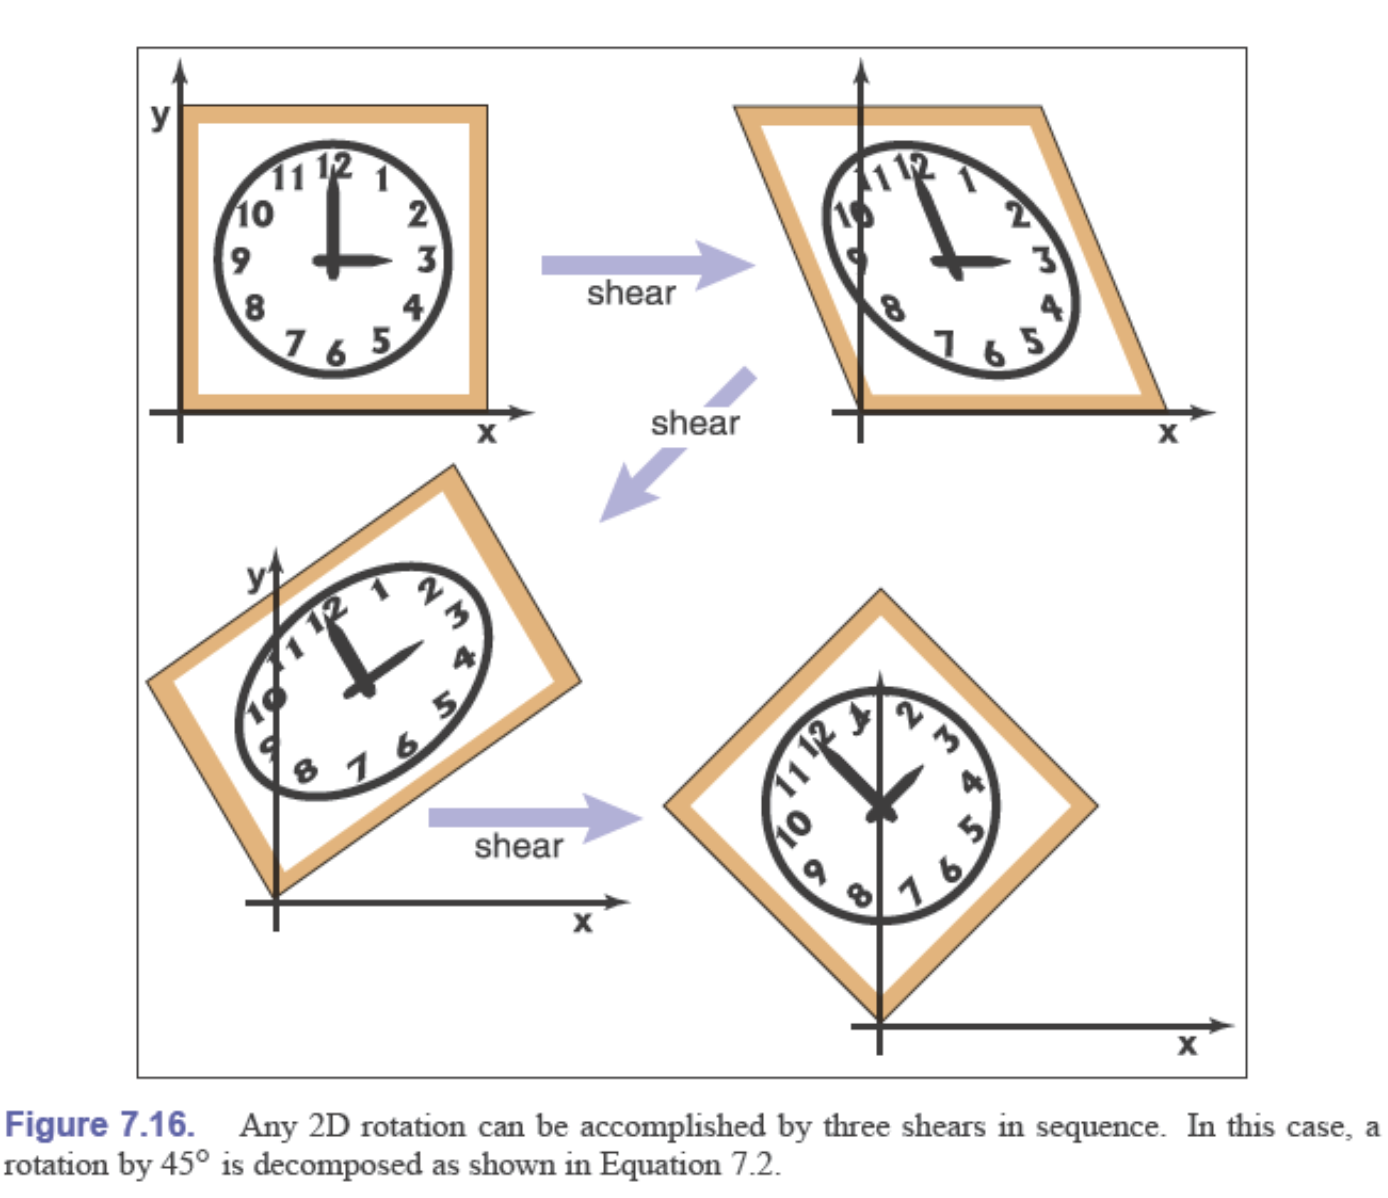 y
11 12 1
10 2
9 3
8 4
7 6 5
x
shear
11 12 1
10 2
9 3
8 4
7 6 5
x
shear
y
12 1 2
11 3
10 4
9 5
8 7 6
x
shear
12 y 2
11 3
10 4
9 5
8 7 6
x
Figure 7.16. Any 2D rotation can be accomplished by three shears in sequence. In this case, a
rotation by 45° is decomposed as shown in Equation 7.2.